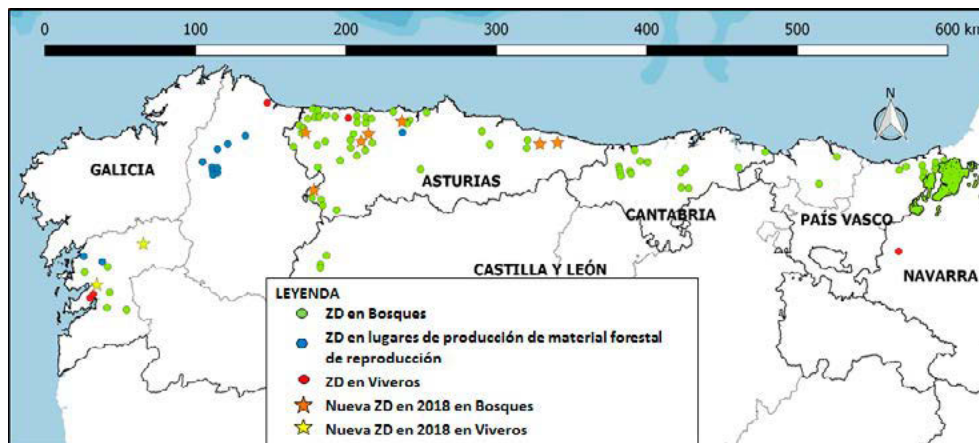 0 100 200 300 400 500 600 km
N
GALICIA
ASTURIAS
CANTABRIA
PAÍS VASCO
NAVARRA
CASTILLA Y LEÓN
LEYENDA
ZD en Bosques
ZD en lugares de producción de material forestal
de reproducción
ZD en Viveros
Nueva ZD en 2018 en Bosques
Nueva ZD en 2018 en Viveros